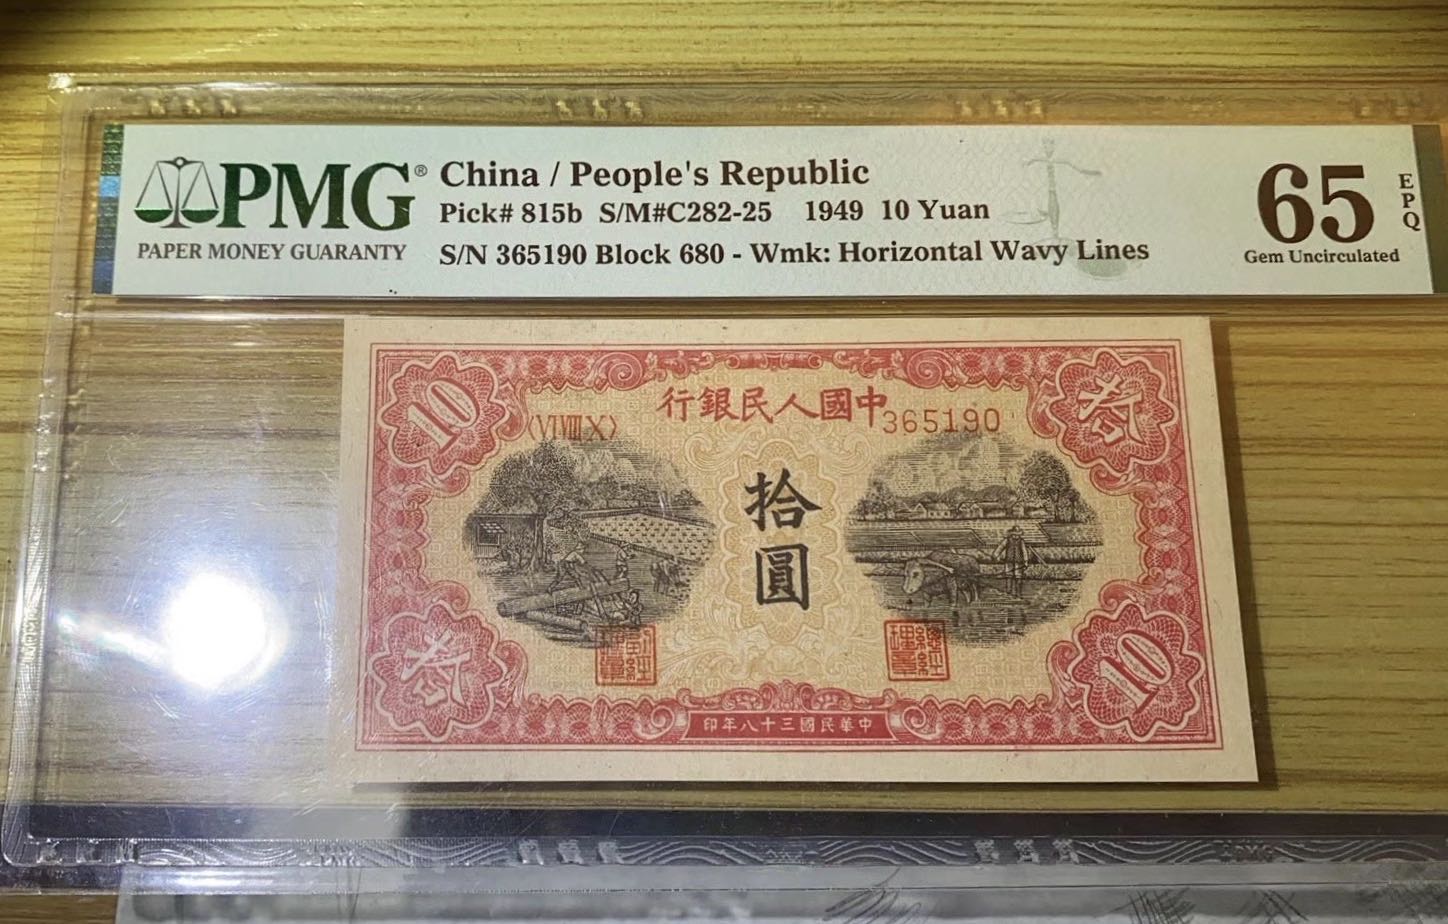 PMG®
PAPER MONEY GUARANTY
China / People's Republic
Pick# 815b S/M#C282-25 1949 10 Yuan
S/N 365190 Block 680 - Wmk: Horizontal Wavy Lines
65
EPQ
Gem Uncirculated
10
行銀民人國中
拾
(VI VIII X)
365190
拾
圓
拾
10
印年八十三國民華中